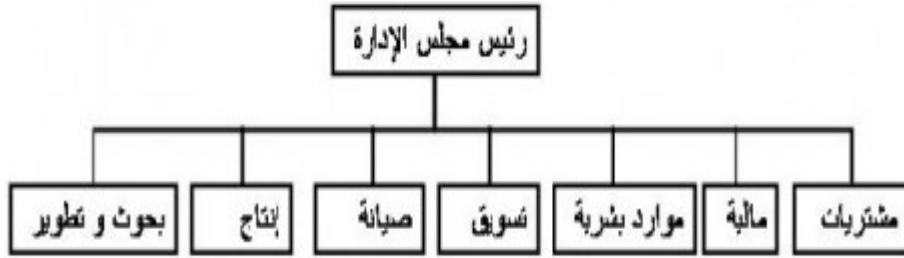 رئيس مجلس الإدارة
مشتريات
مالية
موارد بشرية
تسويق
صيانة
إنتاج
بحوث و تطوير